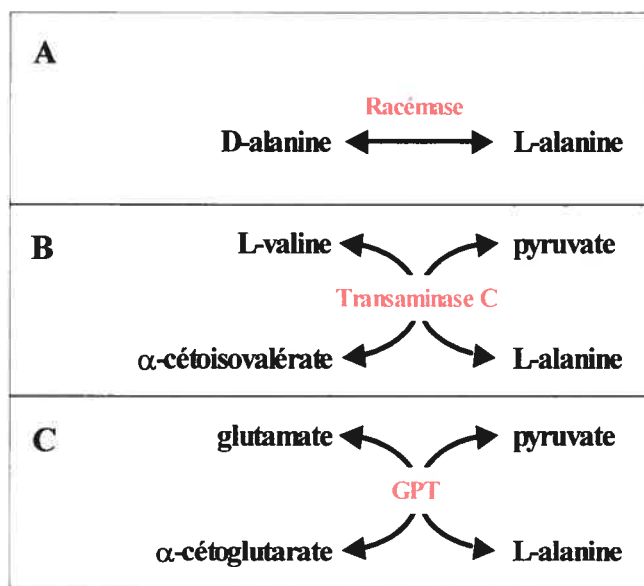 A
Racémase
D-alanine L-alanine
B
L-valine pyruvate
Transaminase C
α-cétoisovalérate L-alanine
C
glutamate pyruvate
GPT
α-cétoglutarate L-alanine